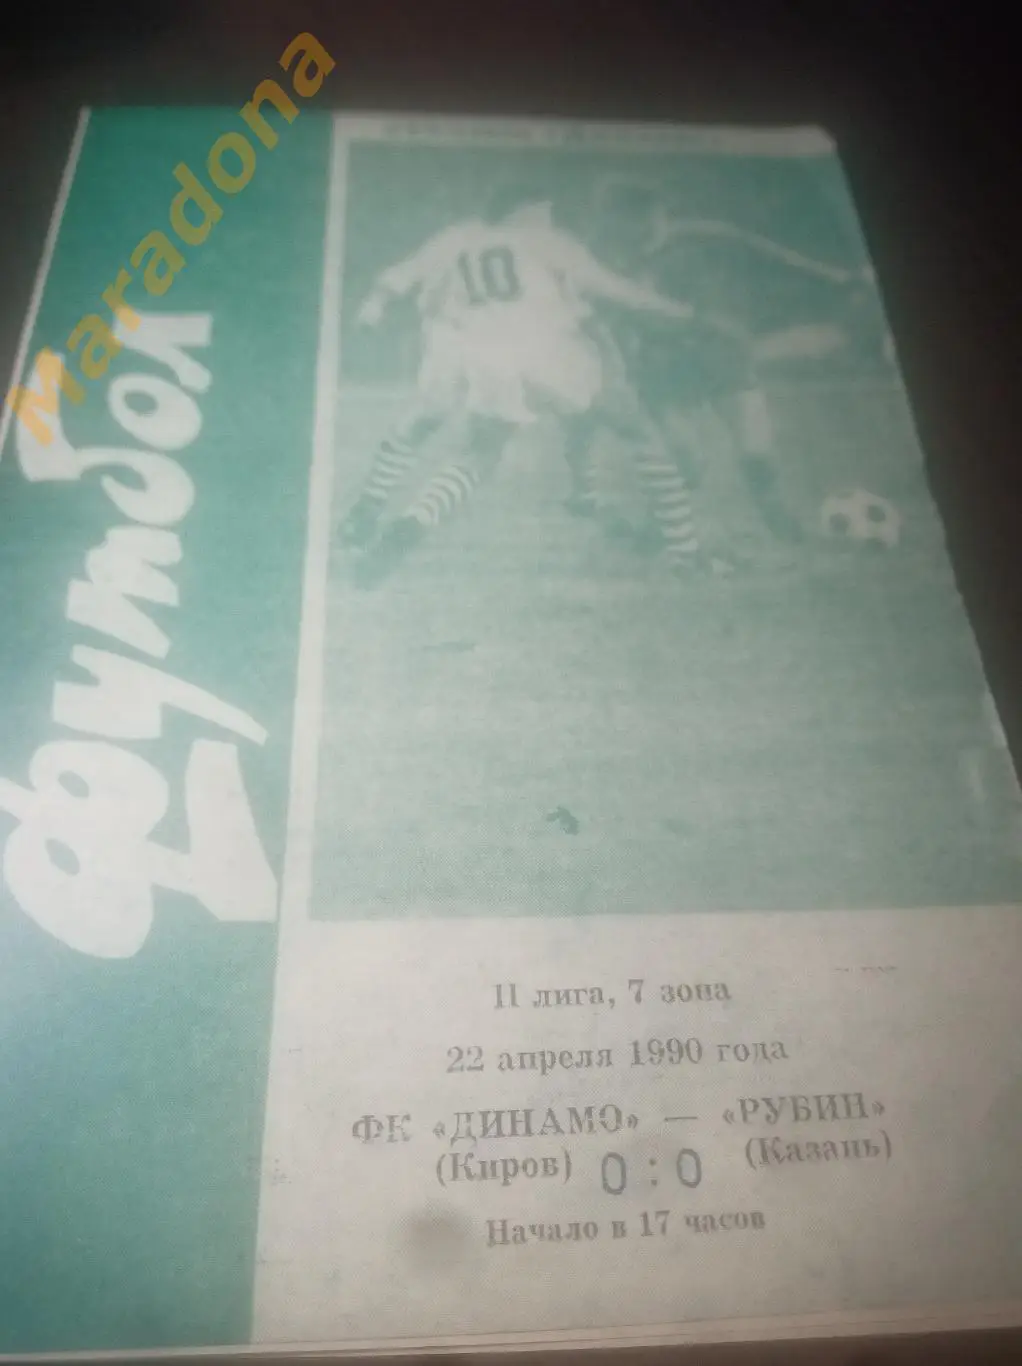 Maradona
футбол
II лига, 7 зона
22 апреля 1990 года
ФК «ДИНАМО» — «РУБИН»
(Киров) 0:0 (Казань)
Начало в 17 часов
10